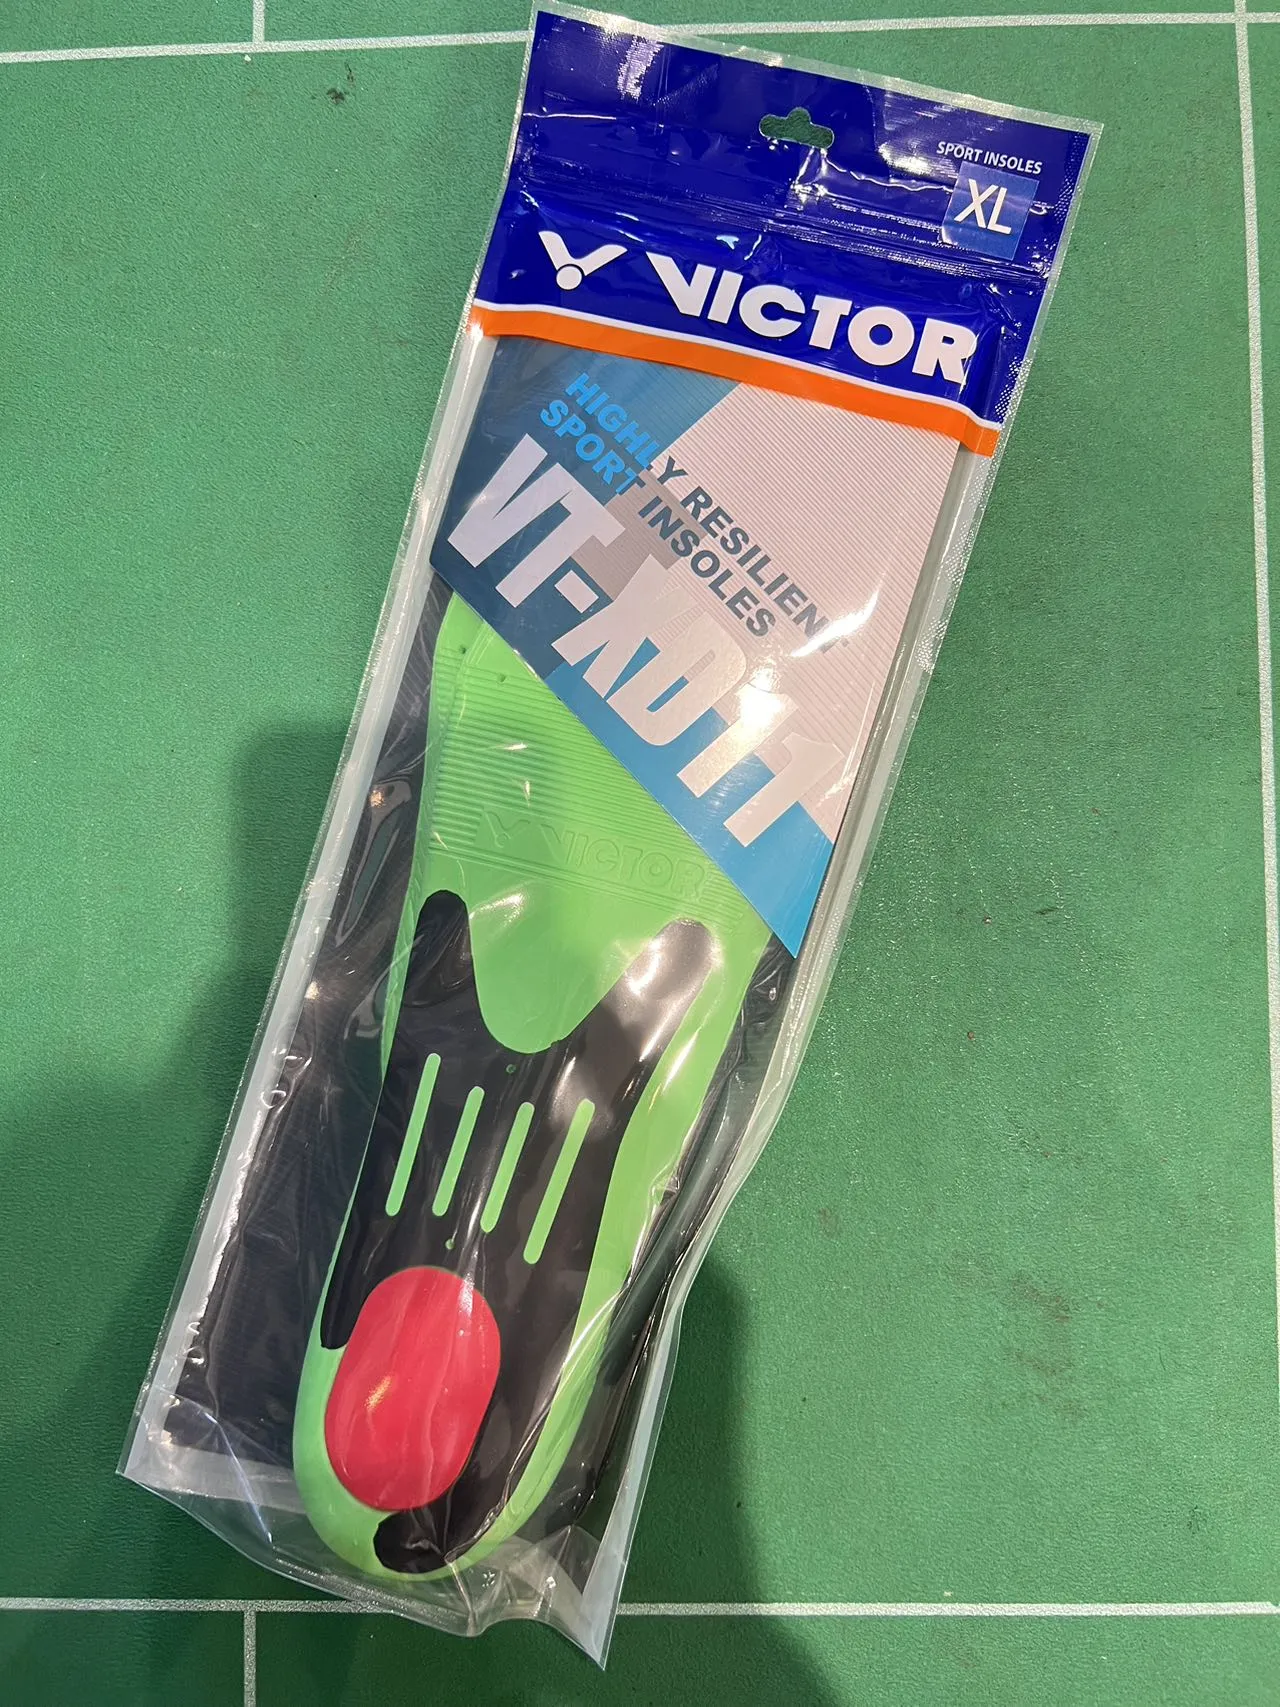 SPORT INSOLES
XL
VICTOR
HIGHLY RESILIENT
SPORT INSOLES
VT-XD11
VICTOR